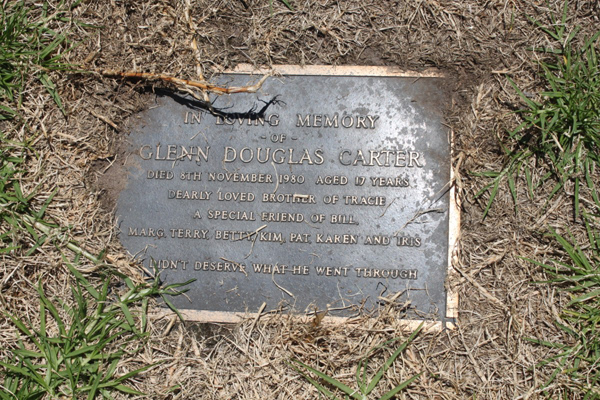 IN LOVING MEMORY
- OF -
GLENN DOUGLAS CARTER
DIED 8TH NOVEMBER 1980 AGED 17 YEARS
DEARLY LOVED BROTHER OF TRACIE
A SPECIAL FRIEND OF BILL,
MARG, TERRY, BETTY, KIM, PAT, KAREN AND IRIS
DIDN'T DESERVE WHAT HE WENT THROUGH